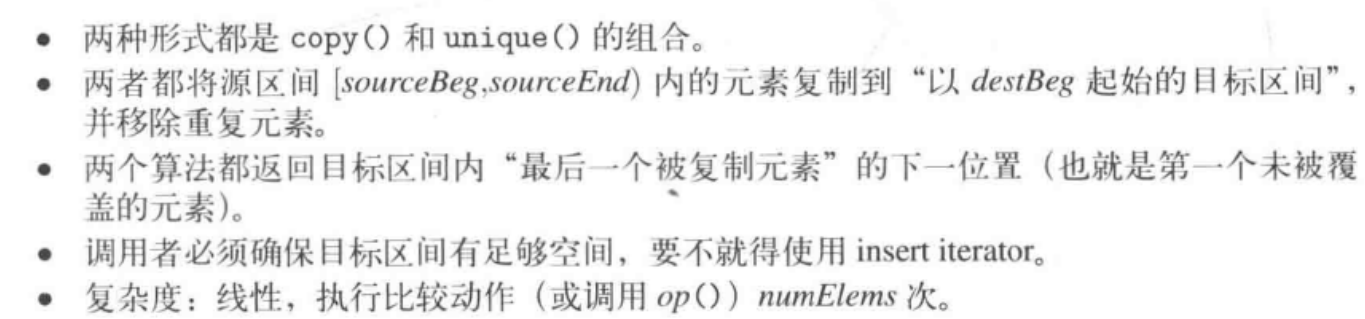 • 两种形式都是 copy() 和 unique() 的组合。
• 两者都将源区间 [sourceBeg,sourceEnd) 内的元素复制到“以 destBeg 起始的目标区间”,
并移除重复元素。
• 两个算法都返回目标区间内“最后一个被复制元素”的下一位置（也就是第一个未被覆
盖的元素）。
• 调用者必须确保目标区间有足够空间，要不就得使用 insert iterator。
• 复杂度：线性，执行比较动作（或调用 op()）numElems 次。